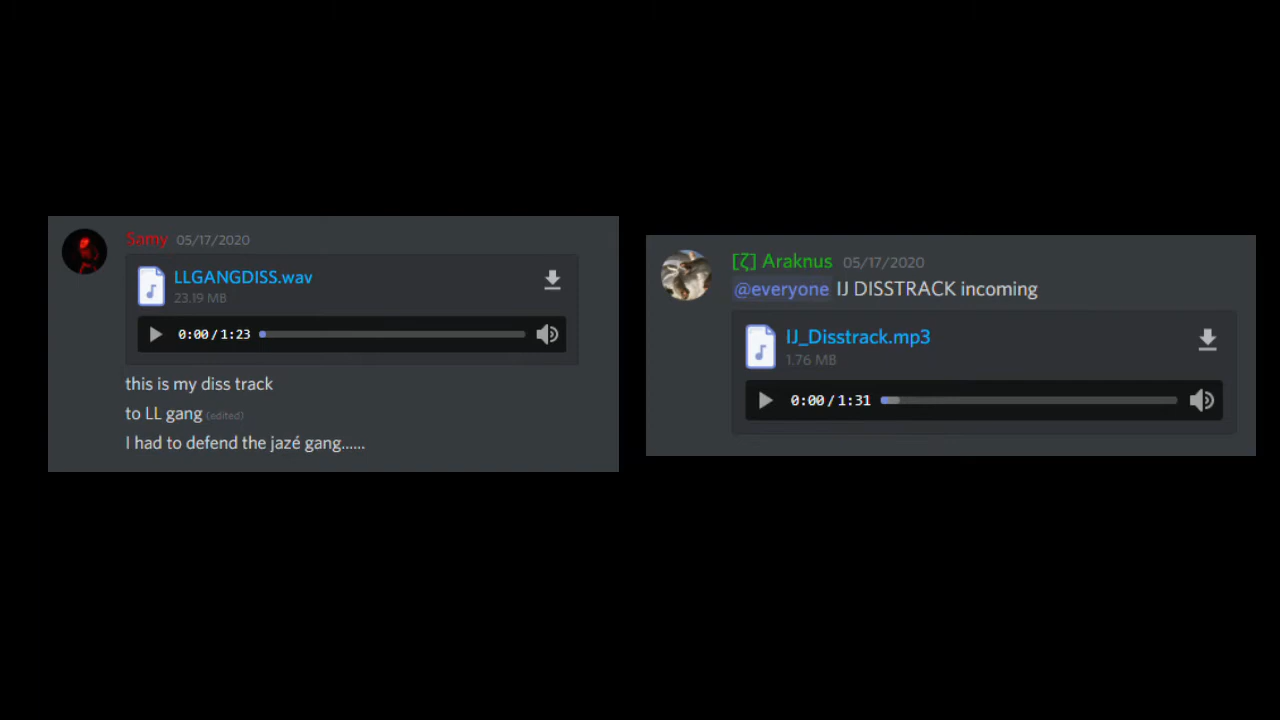 Samy 05/17/2020
LLGANGDISS.wav
23.19 MB
0:00 / 1:23
this is my diss track
to LL gang (edited)
I had to defend the jazé gang......
[ζ] Araknus 05/17/2020
@everyone IJ DISSTRACK incoming
IJ_Disstrack.mp3
1.76 MB
0:00 / 1:31